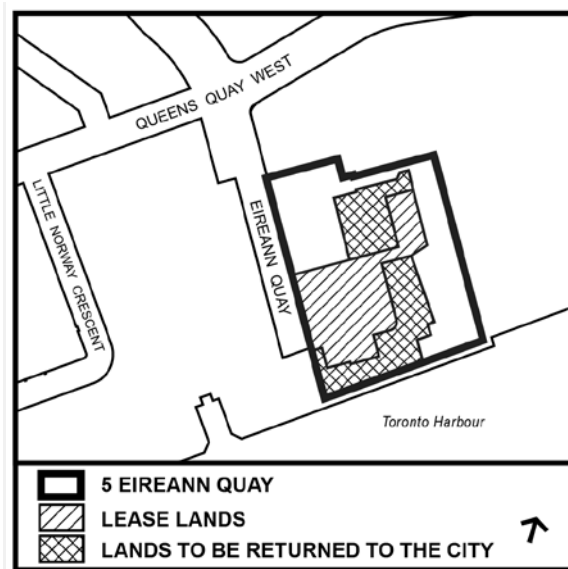 QUEENS QUAY WEST
LITTLE NORWAY CRESCENT
EIREANN QUAY
Toronto Harbour
5 EIREANN QUAY
LEASE LANDS
LANDS TO BE RETURNED TO THE CITY